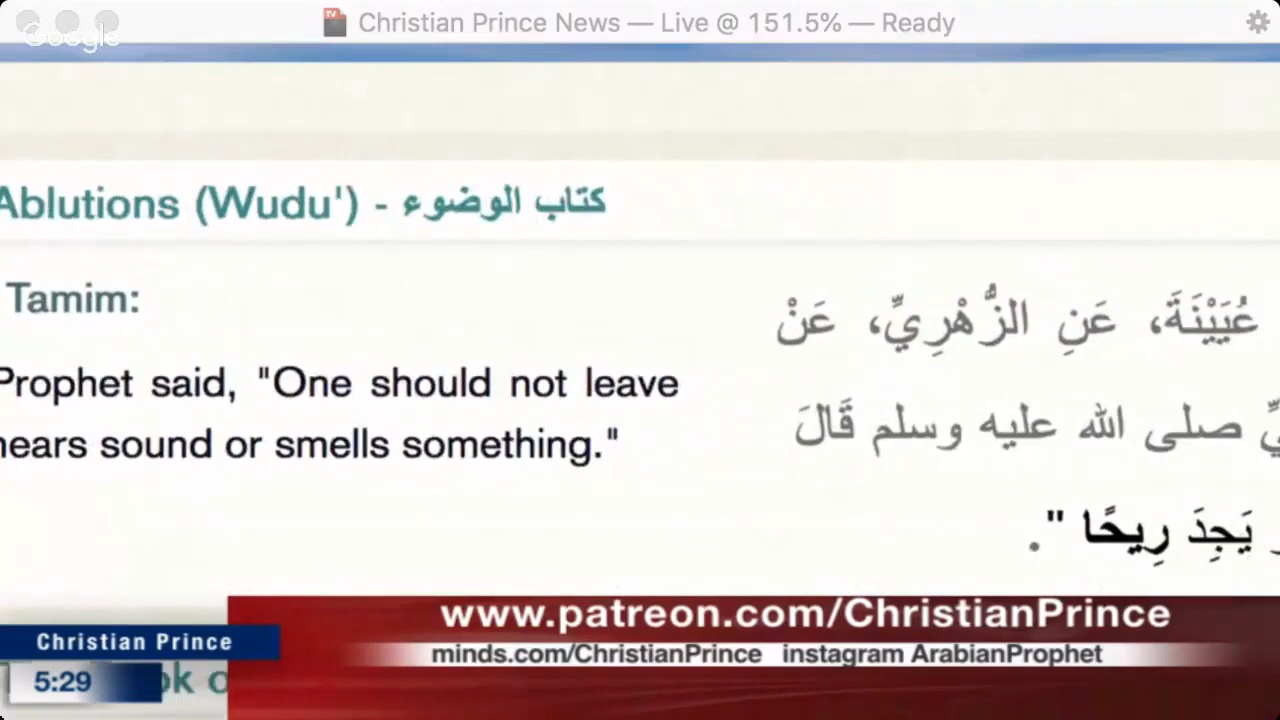 Christian Prince News — Live @ 151.5% — Ready
Google
Ablutions (Wudu') - كتاب الوضوء
Tamim:
عُيَيْنَةَ، عَنِ الزُّهْرِيِّ، عَنْ
Prophet said, "One should not leave
hears sound or smells something."
صلى الله عليه وسلم قَالَ
يَجِدَ رِيحًا ".
www.patreon.com/ChristianPrince
Christian Prince
minds.com/ChristianPrince instagram ArabianProphet
5:29